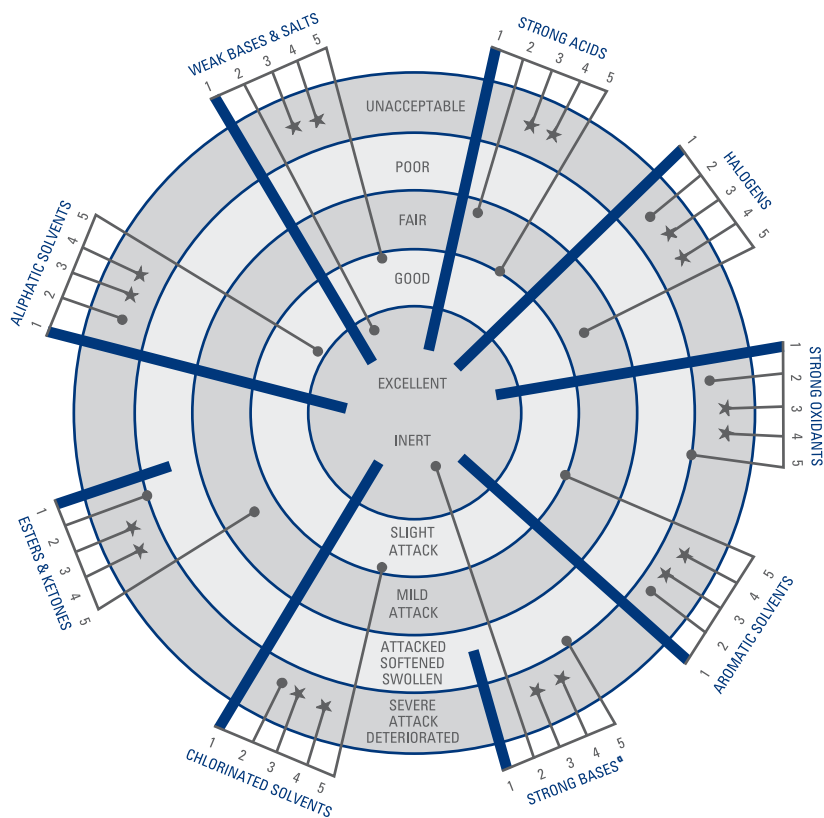 WEAK BASES & SALTS
1 2 3 4 5
STRONG ACIDS
1 2 3 4 5
HALOGENS
1 2 3 4 5
STRONG OXIDANTS
1 2 3 4 5
AROMATIC SOLVENTS
1 2 3 4 5
STRONG BASESª
1 2 3 4 5
CHLORINATED SOLVENTS
1 2 3 4 5
ESTERS & KETONES
1 2 3 4 5
ALIPHATIC SOLVENTS
1 2 3 4 5
UNACCEPTABLE
POOR
FAIR
GOOD
EXCELLENT
INERT
SLIGHT
ATTACK
MILD
ATTACK
ATTACKED
SOFTENED
SWOLLEN
SEVERE
ATTACK
DETERIORATED